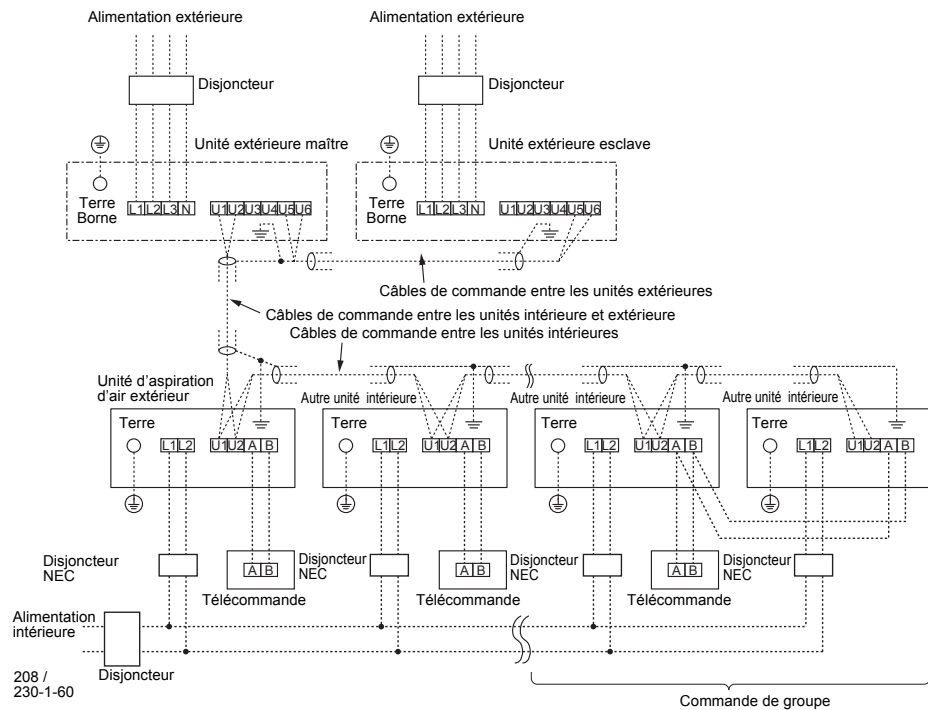 Alimentation extérieure
Alimentation extérieure
Disjoncteur
Disjoncteur
Unité extérieure maître
Unité extérieure esclave
Terre
Borne
L1 L2 L3 N
U1 U2 U3 U4 U5 U6
Terre
Borne
L1 L2 L3 N
U1 U2 U3 U4 U5 U6
Câbles de commande entre les unités extérieures
Câbles de commande entre les unités intérieure et extérieure
Câbles de commande entre les unités intérieures
Unité d'aspiration
d'air extérieur
Autre unité intérieure
Autre unité intérieure
Autre unité intérieure
Terre
L1 L2
U1 U2 A B
Terre
L1 L2
U1 U2 A B
Terre
L1 L2
U1 U2 A B
Terre
L1 L2
U1 U2 A B
Disjoncteur
NEC
A B
Télécommande
Disjoncteur
NEC
A B
Télécommande
Disjoncteur
NEC
A B
Télécommande
Disjoncteur
NEC
Alimentation
intérieure
208 /
230-1-60
Disjoncteur
Commande de groupe